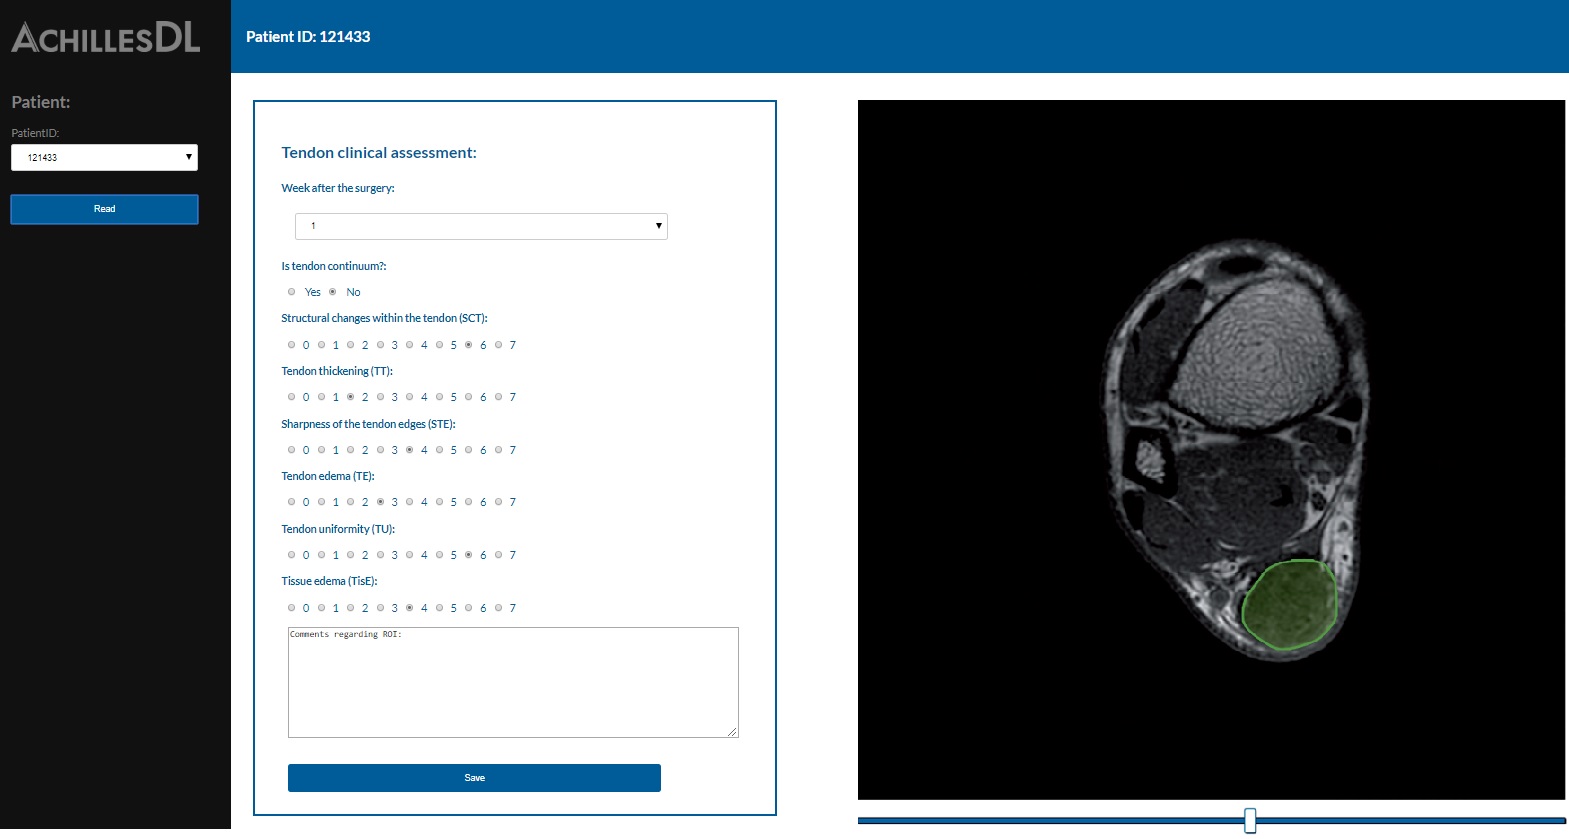 ACHILLESDL
Patient ID: 121433
Patient:
PatientID:
121433
Read
Tendon clinical assessment:
Week after the surgery:
1
Is tendon continuum?:
Yes No
Structural changes within the tendon (SCT):
0 1 2 3 4 5 6 7
Tendon thickening (TT):
0 1 2 3 4 5 6 7
Sharpness of the tendon edges (STE):
0 1 2 3 4 5 6 7
Tendon edema (TE):
0 1 2 3 4 5 6 7
Tendon uniformity (TU):
0 1 2 3 4 5 6 7
Tissue edema (TisE):
0 1 2 3 4 5 6 7
Comments regarding ROI:
Save